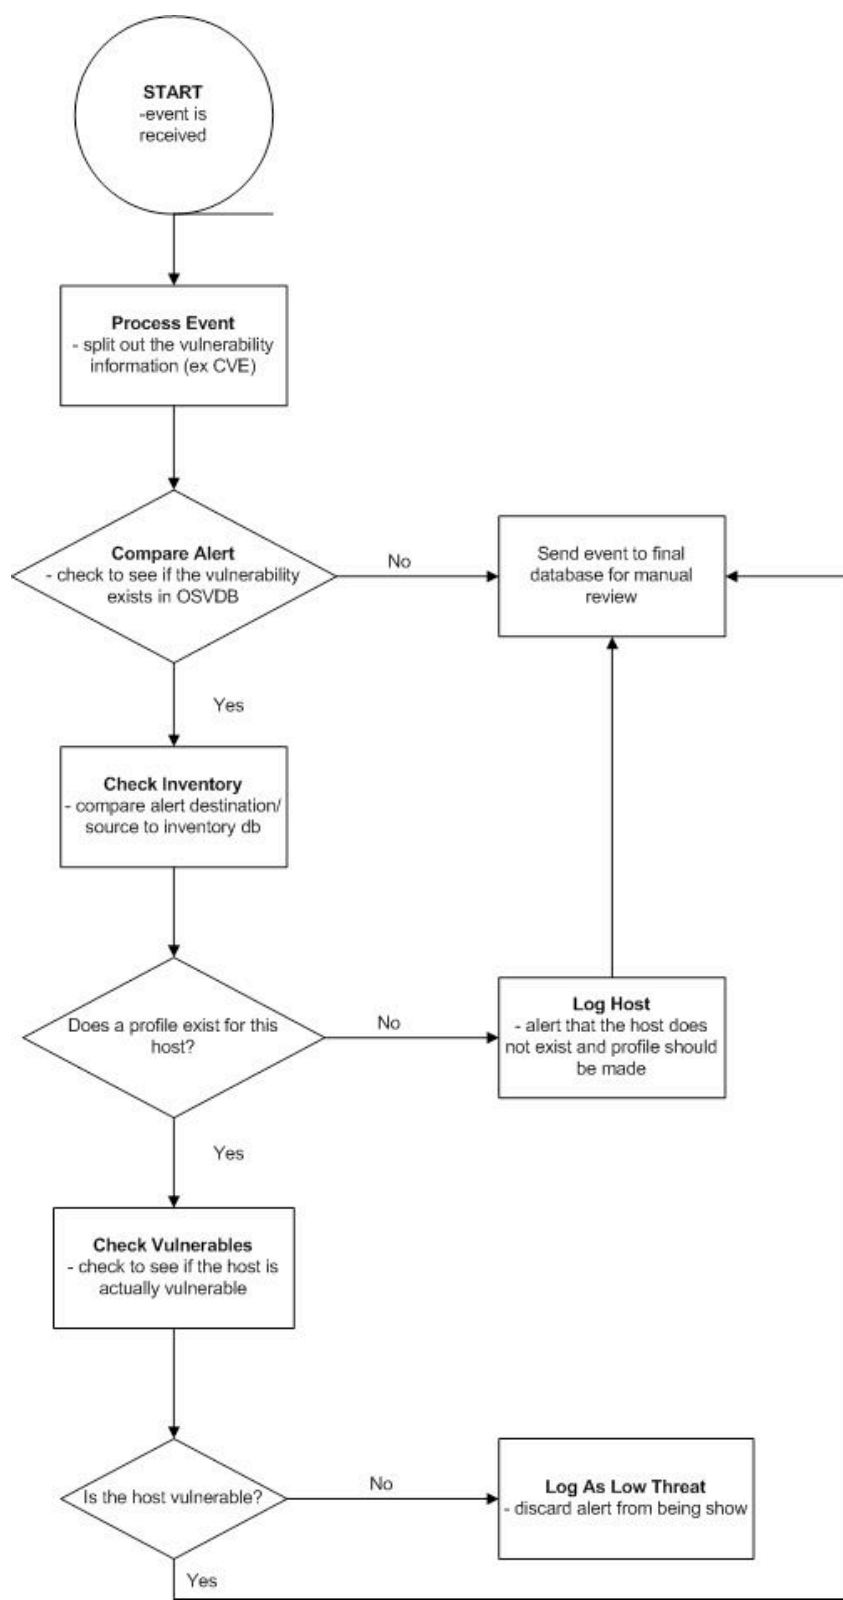 START
-event is
received
Process Event
- split out the vulnerability
information (ex CVE)
Compare Alert
- check to see if the vulnerability
exists in OSVDB
No
Send event to final
database for manual
review
Yes
Check Inventory
- compare alert destination/
source to inventory db
Does a profile exist for this
host?
No
Log Host
- alert that the host does
not exist and profile should
be made
Yes
Check Vulnerables
- check to see if the host is
actually vulnerable
Is the host vulnerable?
No
Log As Low Threat
- discard alert from being show
Yes